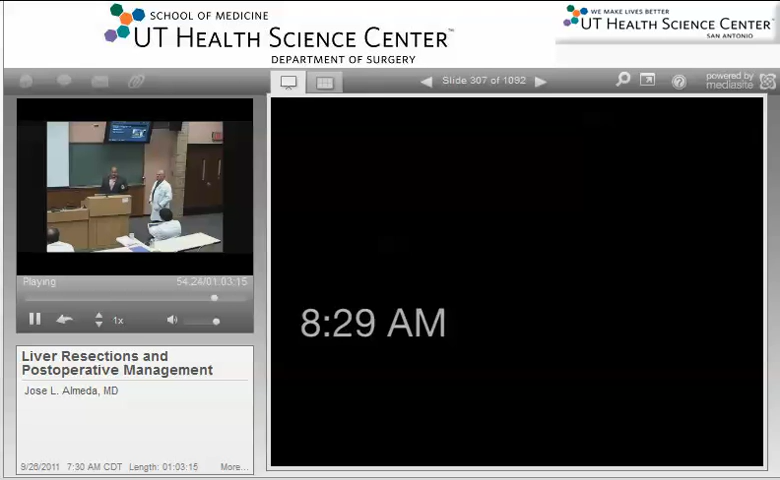 SCHOOL OF MEDICINE
UT HEALTH SCIENCE CENTER™
DEPARTMENT OF SURGERY
WE MAKE LIVES BETTER
UT HEALTH SCIENCE CENTER
SAN ANTONIO
Slide 307 of 1092
powered by
mediasite
Playing
54:24/01:03:15
1x
8:29 AM
Liver Resections and
Postoperative Management
Jose L. Almeda, MD
9/26/2011 7:30 AM CDT Length: 01:03:15 More...